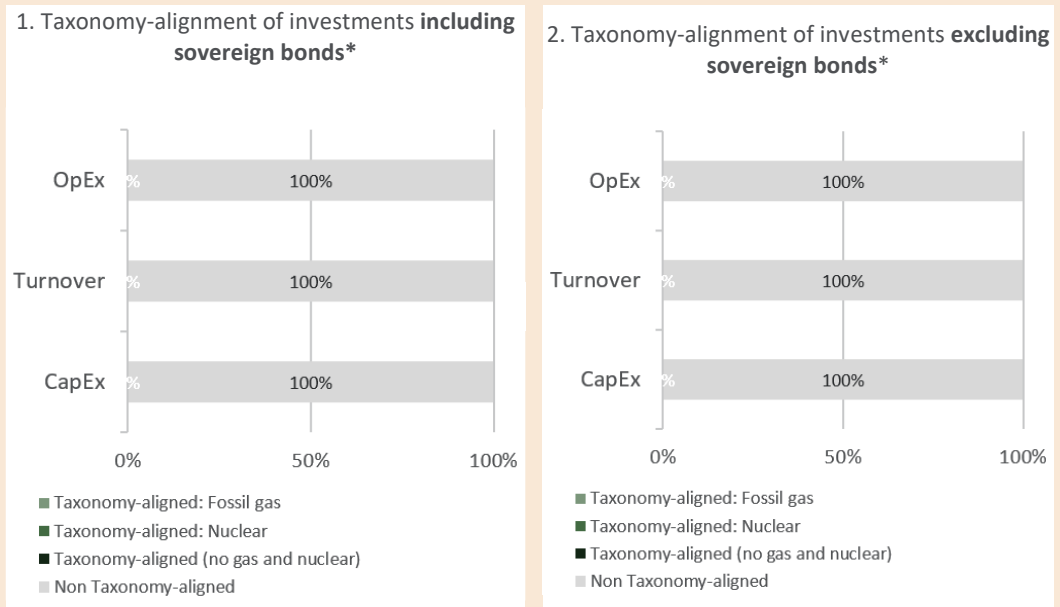 1. Taxonomy-alignment of investments including
sovereign bonds*
OpEx
%
100%
Turnover
%
100%
CapEx
%
100%
0%
50%
100%
Taxonomy-aligned: Fossil gas
Taxonomy-aligned: Nuclear
Taxonomy-aligned (no gas and nuclear)
Non Taxonomy-aligned
2. Taxonomy-alignment of investments excluding
sovereign bonds*
OpEx
%
100%
Turnover
%
100%
CapEx
%
100%
0%
50%
100%
Taxonomy-aligned: Fossil gas
Taxonomy-aligned: Nuclear
Taxonomy-aligned (no gas and nuclear)
Non Taxonomy-aligned